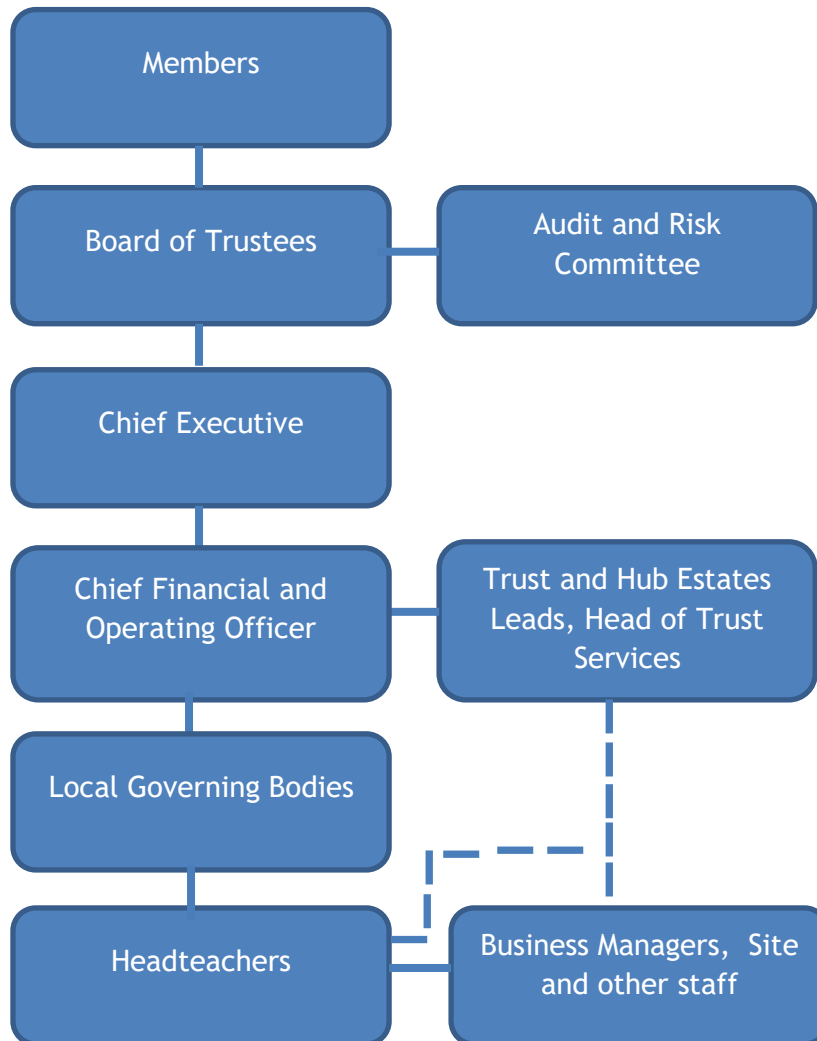 Members
Board of Trustees
Audit and Risk
Committee
Chief Executive
Chief Financial and
Operating Officer
Trust and Hub Estates
Leads, Head of Trust
Services
Local Governing Bodies
Headteachers
Business Managers,  Site
and other staff